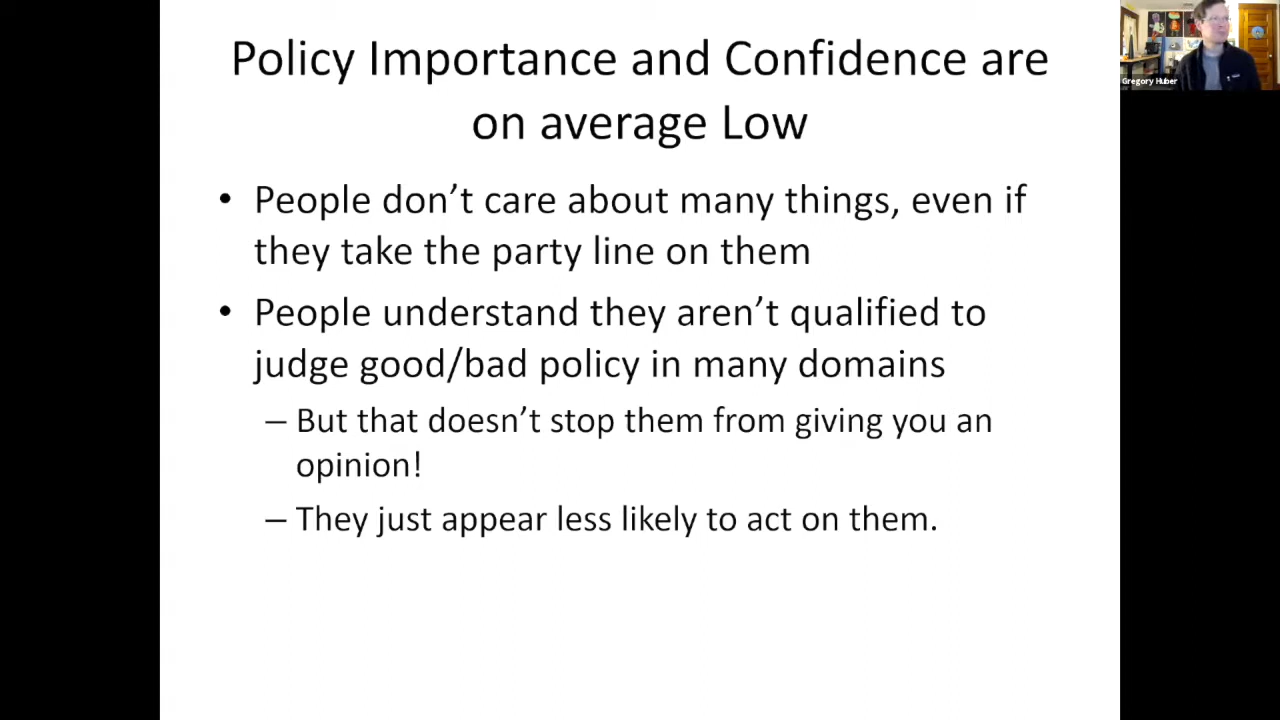 Policy Importance and Confidence are
on average Low
• People don’t care about many things, even if
they take the party line on them
• People understand they aren’t qualified to
judge good/bad policy in many domains
– But that doesn’t stop them from giving you an
opinion!
– They just appear less likely to act on them.
Gregory Huber